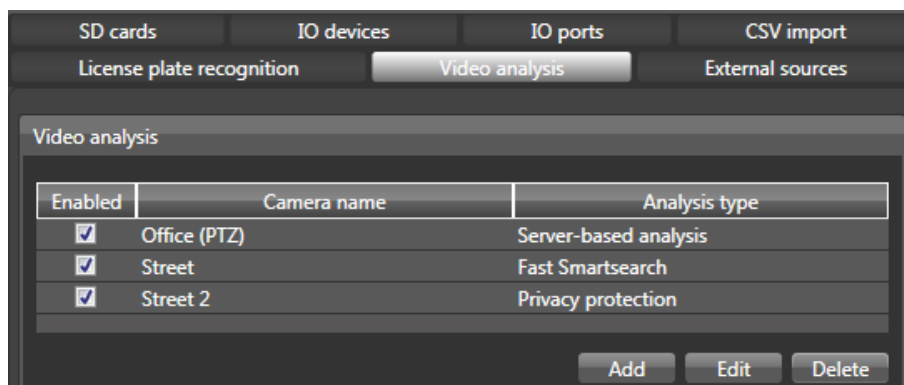 SD cards IO devices IO ports CSV import
License plate recognition Video analysis External sources
Video analysis
Enabled Camera name Analysis type
Office (PTZ) Server-based analysis
Street Fast Smartsearch
Street 2 Privacy protection
Add Edit Delete